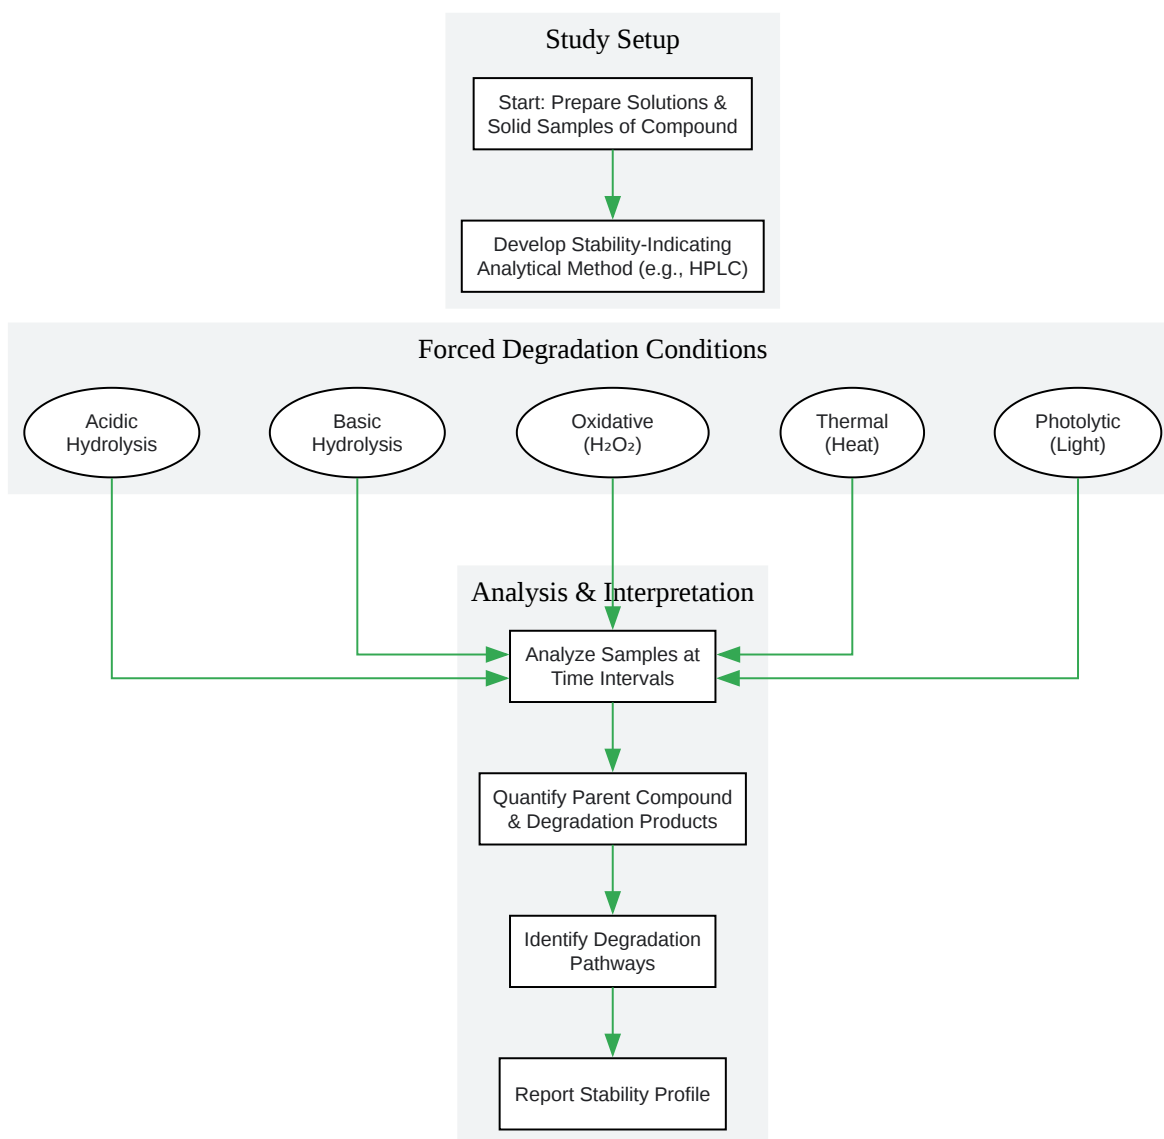 Study Setup
Start: Prepare Solutions &
Solid Samples of Compound
Develop Stability-Indicating
Analytical Method (e.g., HPLC)
Forced Degradation Conditions
Acidic
Hydrolysis
Basic
Hydrolysis
Oxidative
(H₂O₂)
Thermal
(Heat)
Photolytic
(Light)
Analysis & Interpretation
Analyze Samples at
Time Intervals
Quantify Parent Compound
& Degradation Products
Identify Degradation
Pathways
Report Stability Profile